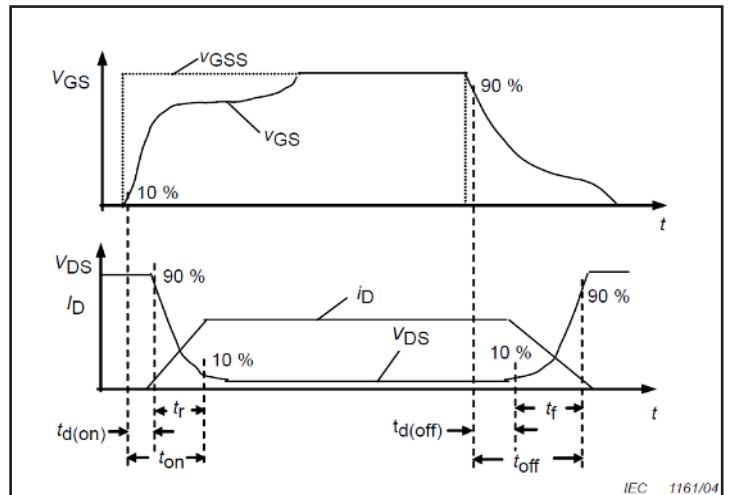 vGSS
VGS
90 %
vGS
10 %
t
VDS
90 %
ID
iD
90 %
VDS
10 %
10 %
tr
tf
t
td(on)
td(off)
ton
toff
IEC 1161/04